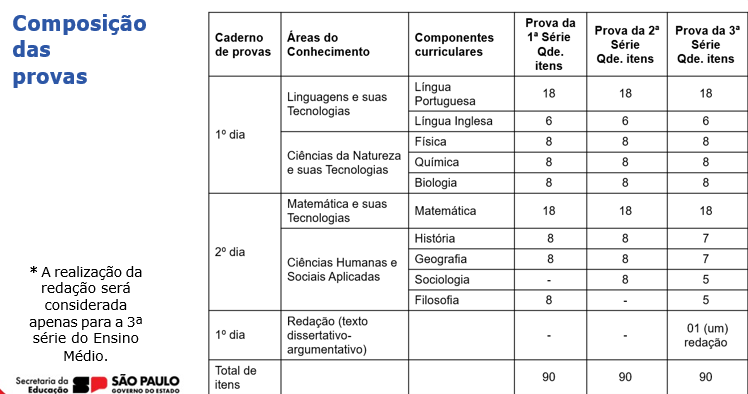 Composição
das
provas
Caderno
de provas
Áreas do
Conhecimento
Componentes
curriculares
Prova da
1ª Série
Qde.
itens
Prova da 2ª
Série
Qde. itens
Prova da 3ª
Série
Qde. itens
1º dia
Linguagens e suas
Tecnologias
Língua
Portuguesa
18
18
18
Língua Inglesa
6
6
6
Ciências da Natureza
e suas Tecnologias
Física
8
8
8
Química
8
8
8
Biologia
8
8
8
2º dia
Matemática e suas
Tecnologias
Matemática
18
18
18
Ciências Humanas e
Sociais Aplicadas
História
8
8
7
Geografia
8
8
7
Sociologia
-
8
5
Filosofia
8
-
5
1º dia
Redação (texto
dissertativo-
argumentativo)
-
-
01 (um)
redação
Total de
itens
90
90
90
* A realização da
redação será
considerada
apenas para a 3ª
série do Ensino
Médio.
Secretaria da
Educação
SP
SÃO PAULO
GOVERNO DO ESTADO